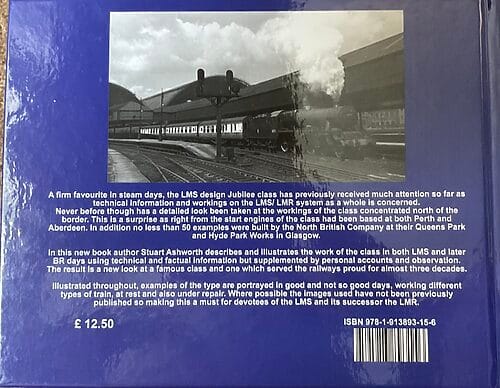 A firm favourite in steam days, the LMS design Jubilee class has previously received much attention so far as
technical information and workings on the LMS/ LMR system as a whole is concerned.
Never before though has a detailed look been taken at the workings of the class concentrated north of the
border. This is a surprise as right from the start engines of the class had been based at both Perth and
Aberdeen. In addition no less than 50 examples were built by the North British Company at their Queens Park
and Hyde Park Works in Glasgow.
In this new book author Stuart Ashworth describes and illustrates the work of the class in both LMS and later
BR days using technical and factual information but supplemented by personal accounts and observation.
The result is a new look at a famous class and one which served the railways proud for almost three decades.
Illustrated throughout, examples of the type are portrayed in good and not so good days, working different
types of train, at rest and also under repair. Where possible the images used have not been previously
published so making this a must for devotees of the LMS and its successor the LMR.
£ 12.50
ISBN 978-1-913893-15-6